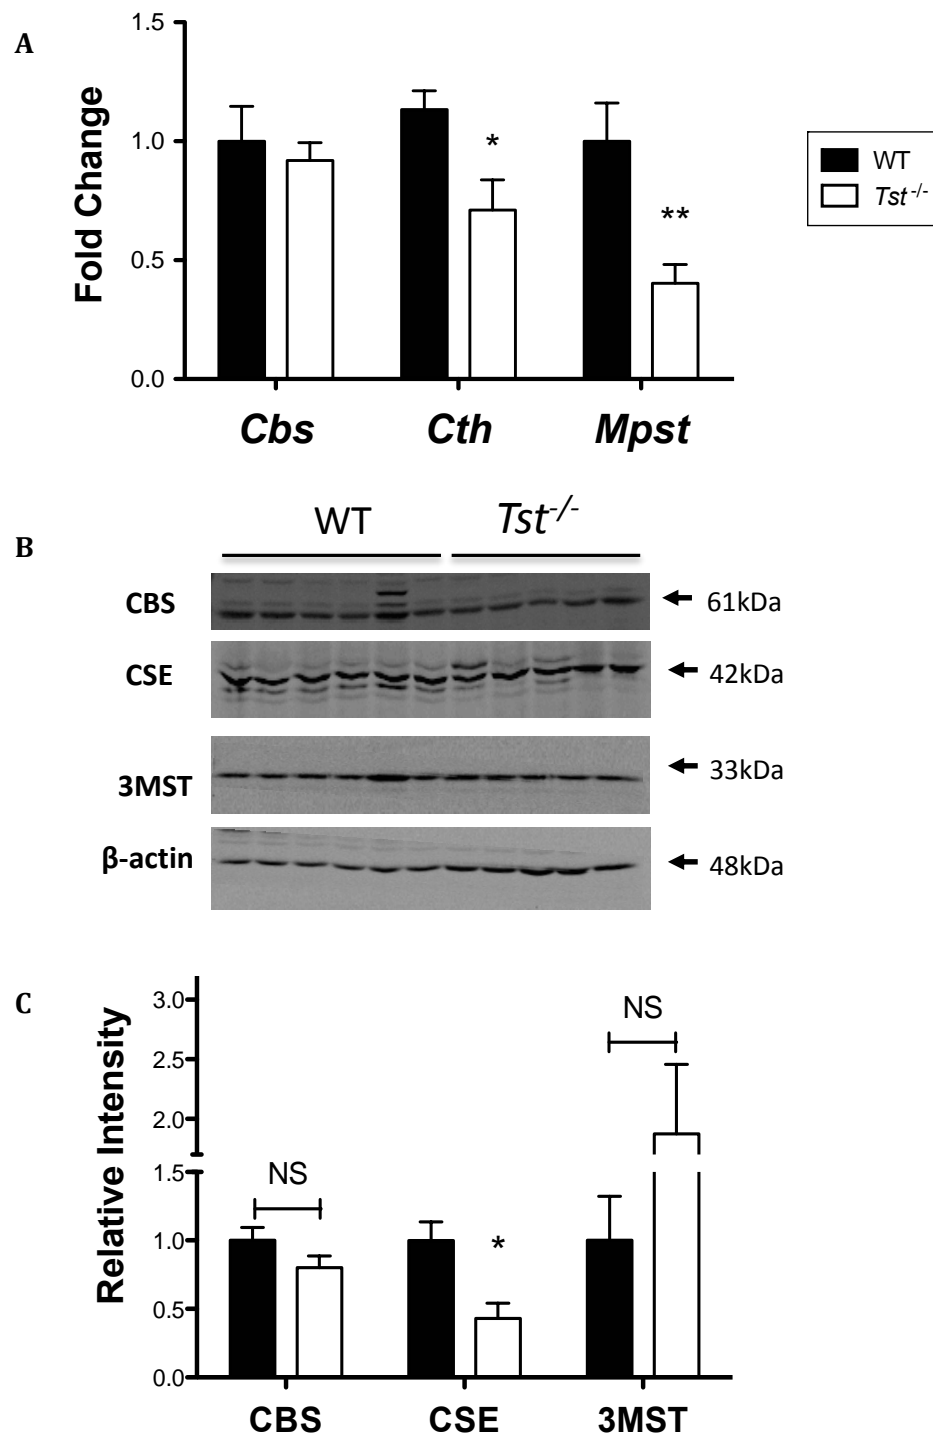 A
Fold Change
1.5
1.0
0.5
0.0
*
**
Cbs
Cth
Mpst
WT
Tst -/-
B
WT
Tst-/-
CBS
61kDa
CSE
42kDa
3MST
33kDa
β-actin
48kDa
C
Relative Intensity
3.0
2.5
2.0
1.5
1.0
0.5
0.0
NS
*
NS
CBS
CSE
3MST